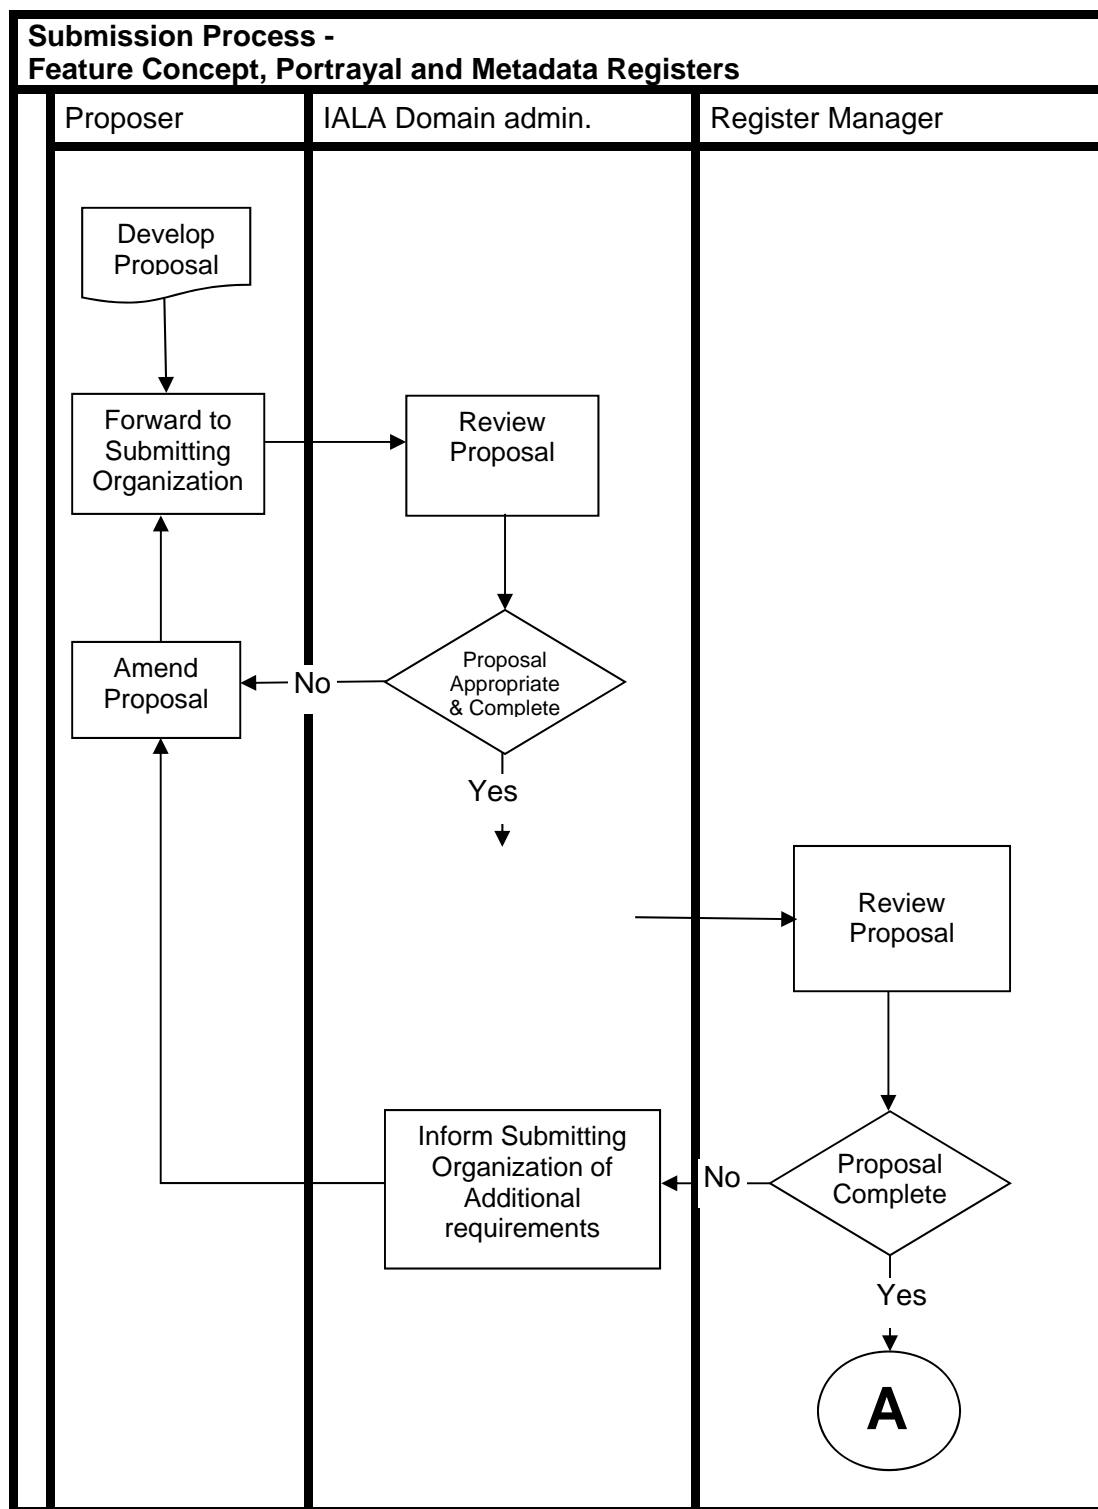 Submission Process -
Feature Concept, Portrayal and Metadata Registers
Proposer
IALA Domain admin.
Register Manager
Develop
Proposal
Forward to
Submitting
Organization
Review
Proposal
Amend
Proposal
No
Proposal
Appropriate
& Complete
Yes
Review
Proposal
Inform Submitting
Organization of
Additional
requirements
No
Proposal
Complete
Yes
A